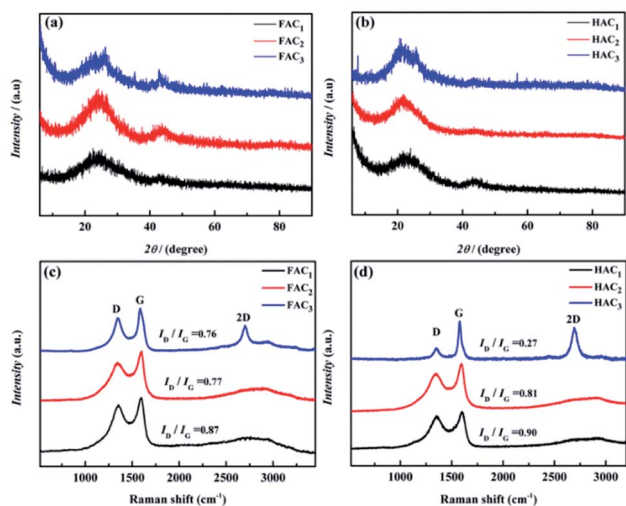 (a)
FAC1
FAC2
FAC3
Intensity / (a.u)
20 40 60 80
2θ / (degree)
(b)
HAC1
HAC2
HAC3
Intensity / (a.u)
20 40 60 80
2θ / (degree)
(c)
FAC1
FAC2
FAC3
D
G
2D
ID / IG =0.76
ID / IG =0.77
ID / IG =0.87
Intensity / (a.u)
1000 1500 2000 2500 3000
Raman shift (cm-1)
(d)
HAC1
HAC2
HAC3
D
G
2D
ID / IG =0.27
ID / IG =0.81
ID / IG =0.90
Intensity / (a.u)
500 1000 1500 2000 2500 3000
Raman shift (cm-1)